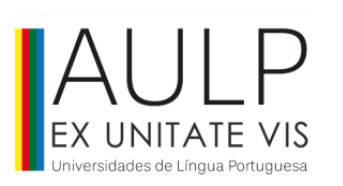 AULP
EX UNITATE VIS
Universidades de Língua Portuguesa